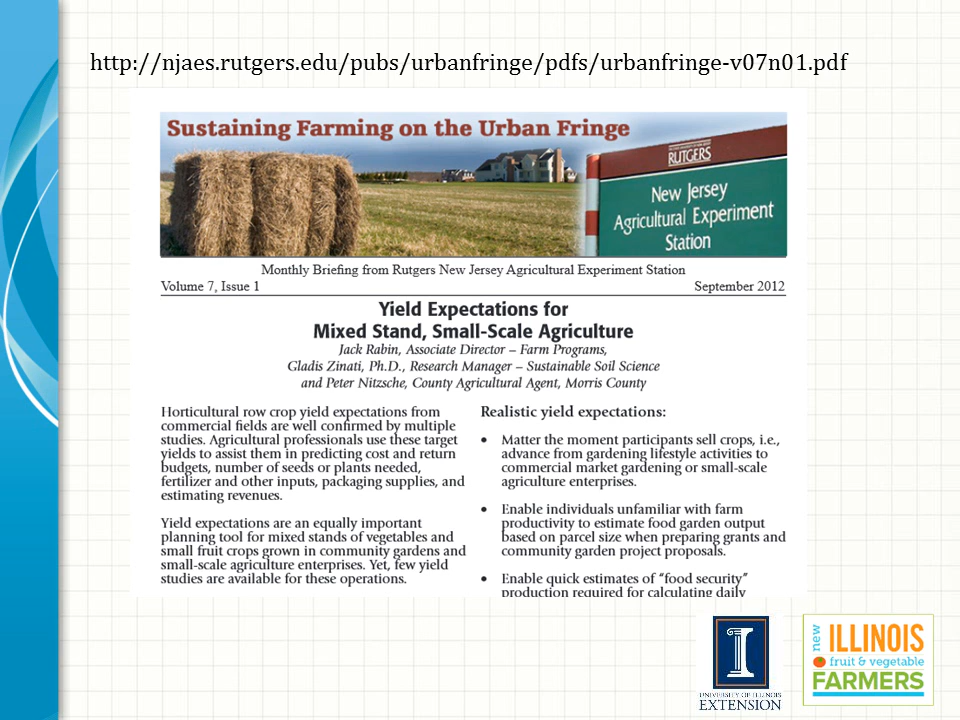 http://njaes.rutgers.edu/pubs/urbanfringe/pdfs/urbanfringe-v07n01.pdf
Sustaining Farming on the Urban Fringe
RUTGERS
New Jersey
Agricultural Experiment
Station
Monthly Briefing from Rutgers New Jersey Agricultural Experiment Station
Volume 7, Issue 1 September 2012
Yield Expectations for
Mixed Stand, Small-Scale Agriculture
Jack Rabin, Associate Director – Farm Programs,
Gladis Zinati, Ph.D., Research Manager – Sustainable Soil Science
and Peter Nitzsche, County Agricultural Agent, Morris County
Horticultural row crop yield expectations from
commercial fields are well confirmed by multiple
studies. Agricultural professionals use these target
yields to assist them in predicting cost and return
budgets, number of seeds or plants needed,
fertilizer and other inputs, packaging supplies, and
estimating revenues.
Yield expectations are an equally important
planning tool for mixed stands of vegetables and
small fruit crops grown in community gardens and
small-scale agriculture enterprises. Yet, few yield
studies are available for these operations.
Realistic yield expectations:
• Matter the moment participants sell crops, i.e.,
advance from gardening lifestyle activities to
commercial market gardening or small-scale
agriculture enterprises.
• Enable individuals unfamiliar with farm
productivity to estimate food garden output
based on parcel size when preparing grants and
community garden project proposals.
• Enable quick estimates of “food security”
production required for calculating daily
UNIVERSITY OF ILLINOIS
EXTENSION
new
ILLINOIS
fruit & vegetable
FARMERS